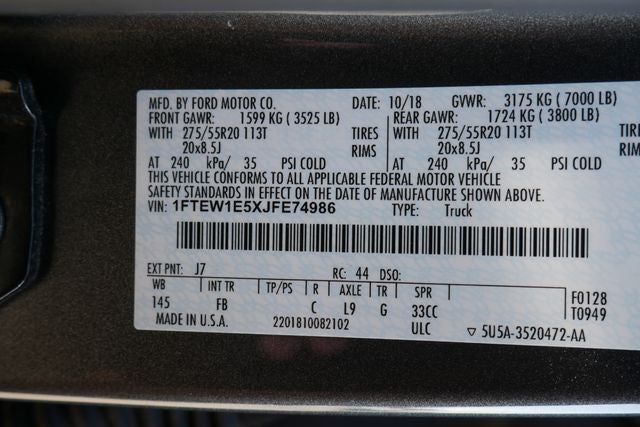 MFD. BY FORD MOTOR CO. DATE: 10/18 GVWR: 3175 KG ( 7000 LB)
FRONT GAWR: 1599 KG ( 3525 LB) REAR GAWR: 1724 KG ( 3800 LB)
WITH 275/55R20 113T TIRES WITH 275/55R20 113T TIRE
20x8.5J RIMS 20x8.5J RIM
AT 240 kPa/ 35 PSI COLD AT 240 kPa/ 35 PSI COLD
THIS VEHICLE CONFORMS TO ALL APPLICABLE FEDERAL MOTOR VEHICLE
SAFETY STANDARDS IN EFFECT ON THE DATE OF MANUFACTURE SHOWN ABOVE.
VIN: 1FTEW1E5XJFE74986 TYPE: Truck
EXT PNT: J7 RC: 44 DSO:
WB INT TR TP/PS R AXLE TR SPR
145 FB C L9 G 33CC F0128
MADE IN U.S.A. 2201810082102 ULC T0949
▽ 5U5A-3520472-AA